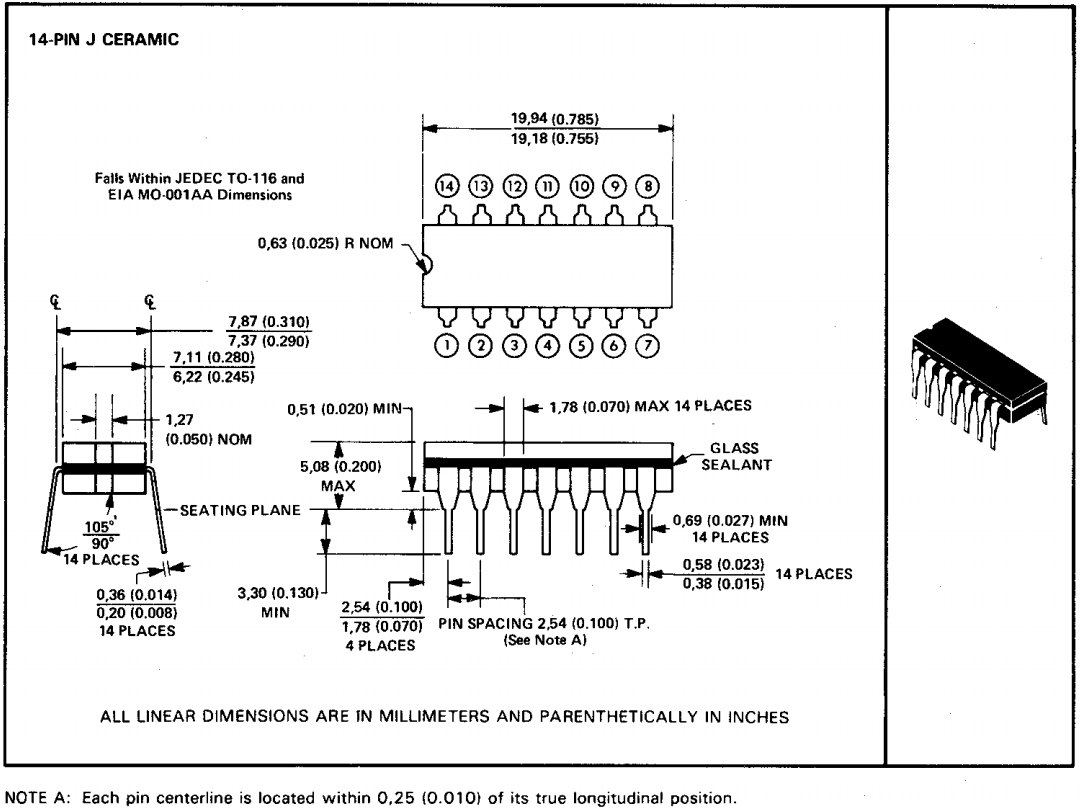 14-PIN J CERAMIC
19,94 (0.785)
19,18 (0.755)
Falls Within JEDEC TO-116 and
EIA MO-001AA Dimensions
14 13 12 11 10 9 8
0,63 (0.025) R NOM
1 2 3 4 5 6 7
℄ ℄
7,87 (0.310)
7,37 (0.290)
7,11 (0.280)
6,22 (0.245)
1,27
(0.050) NOM
0,51 (0.020) MIN
1,78 (0.070) MAX 14 PLACES
5,08 (0.200)
MAX
GLASS
SEALANT
SEATING PLANE
105°
90°
14 PLACES
0,69 (0.027) MIN
14 PLACES
0,58 (0.023)
0,38 (0.015)
14 PLACES
0,36 (0.014)
0,20 (0.008)
14 PLACES
3,30 (0.130)
MIN
2,54 (0.100)
1,78 (0.070)
4 PLACES
PIN SPACING 2,54 (0.100) T.P.
(See Note A)
ALL LINEAR DIMENSIONS ARE IN MILLIMETERS AND PARENTHETICALLY IN INCHES
NOTE A: Each pin centerline is located within 0,25 (0.010) of its true longitudinal position.